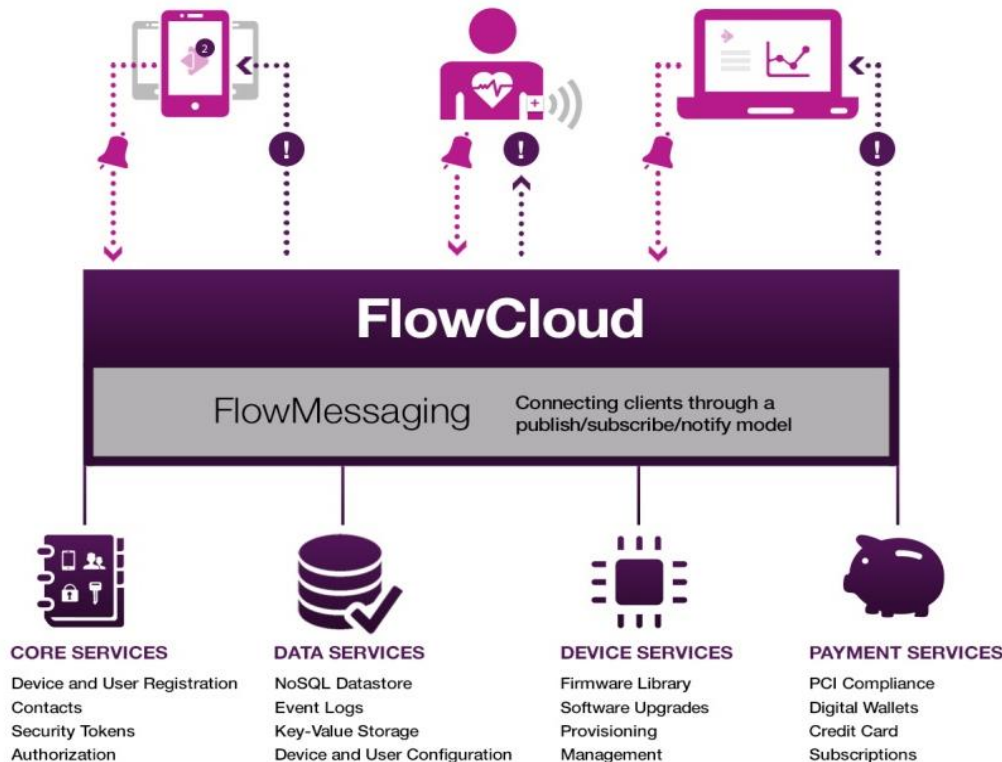 2
!
!
!
FlowCloud
FlowMessaging
Connecting clients through a
publish/subscribe/notify model
CORE SERVICES
Device and User Registration
Contacts
Security Tokens
Authorization
DATA SERVICES
NoSQL Datastore
Event Logs
Key-Value Storage
Device and User Configuration
DEVICE SERVICES
Firmware Library
Software Upgrades
Provisioning
Management
PAYMENT SERVICES
PCI Compliance
Digital Wallets
Credit Card
Subscriptions